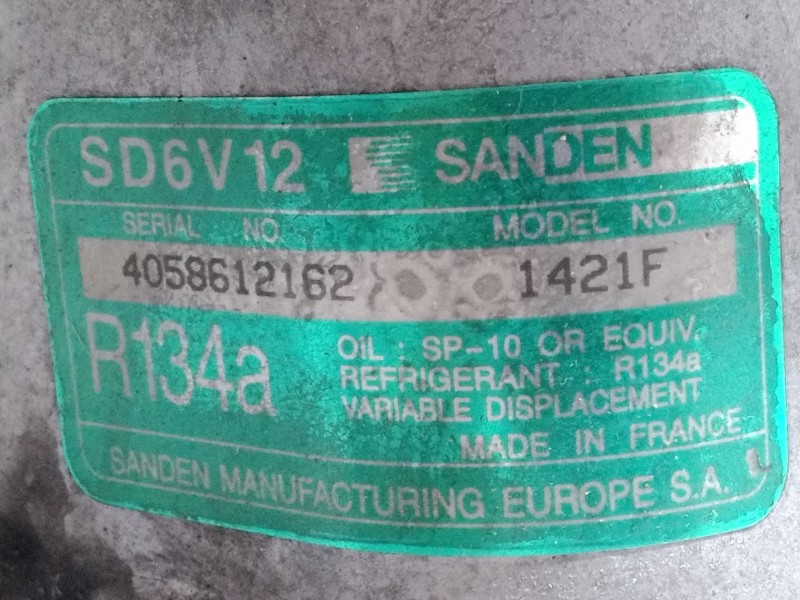 SD6V12 SANDEN
SERIAL NO. MODEL NO.
4058612162 1421F
R134a
OIL : SP-10 OR EQUIV.
REFRIGERANT : R134a
VARIABLE DISPLACEMENT
MADE IN FRANCE
SANDEN MANUFACTURING EUROPE S.A.